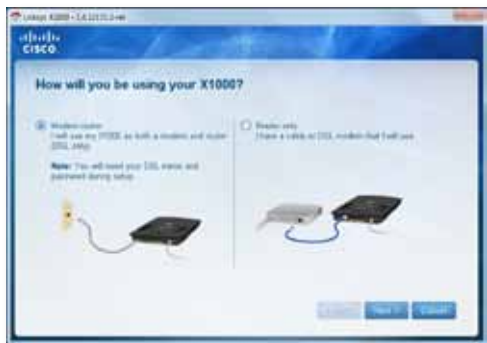 CISCO
How will you be using your X1000?
Modem router
I will use my X1000 as both a modem and router
(DSL only)
Note: You will need your DSL name and
password during setup.
Router only
I have a cable or DSL modem that I will use.
Next >
Cancel